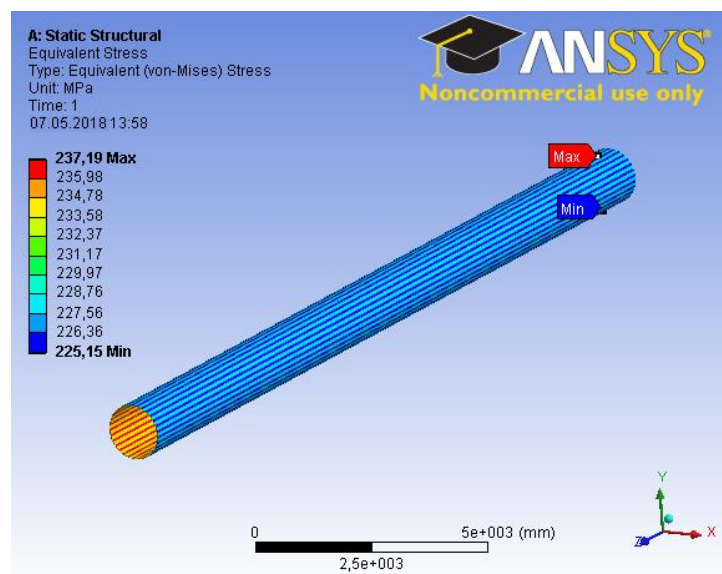 A: Static Structural
Equivalent Stress
Type: Equivalent (von-Mises) Stress
Unit: MPa
Time: 1
07.05.2018 13:58
ANSYS®
Noncommercial use only
237,19 Max
235,98
234,78
233,58
232,37
231,17
229,97
228,76
227,56
226,36
225,15 Min
Max
Min
0 5e+003 (mm)
2,5e+003
Y
X
Z